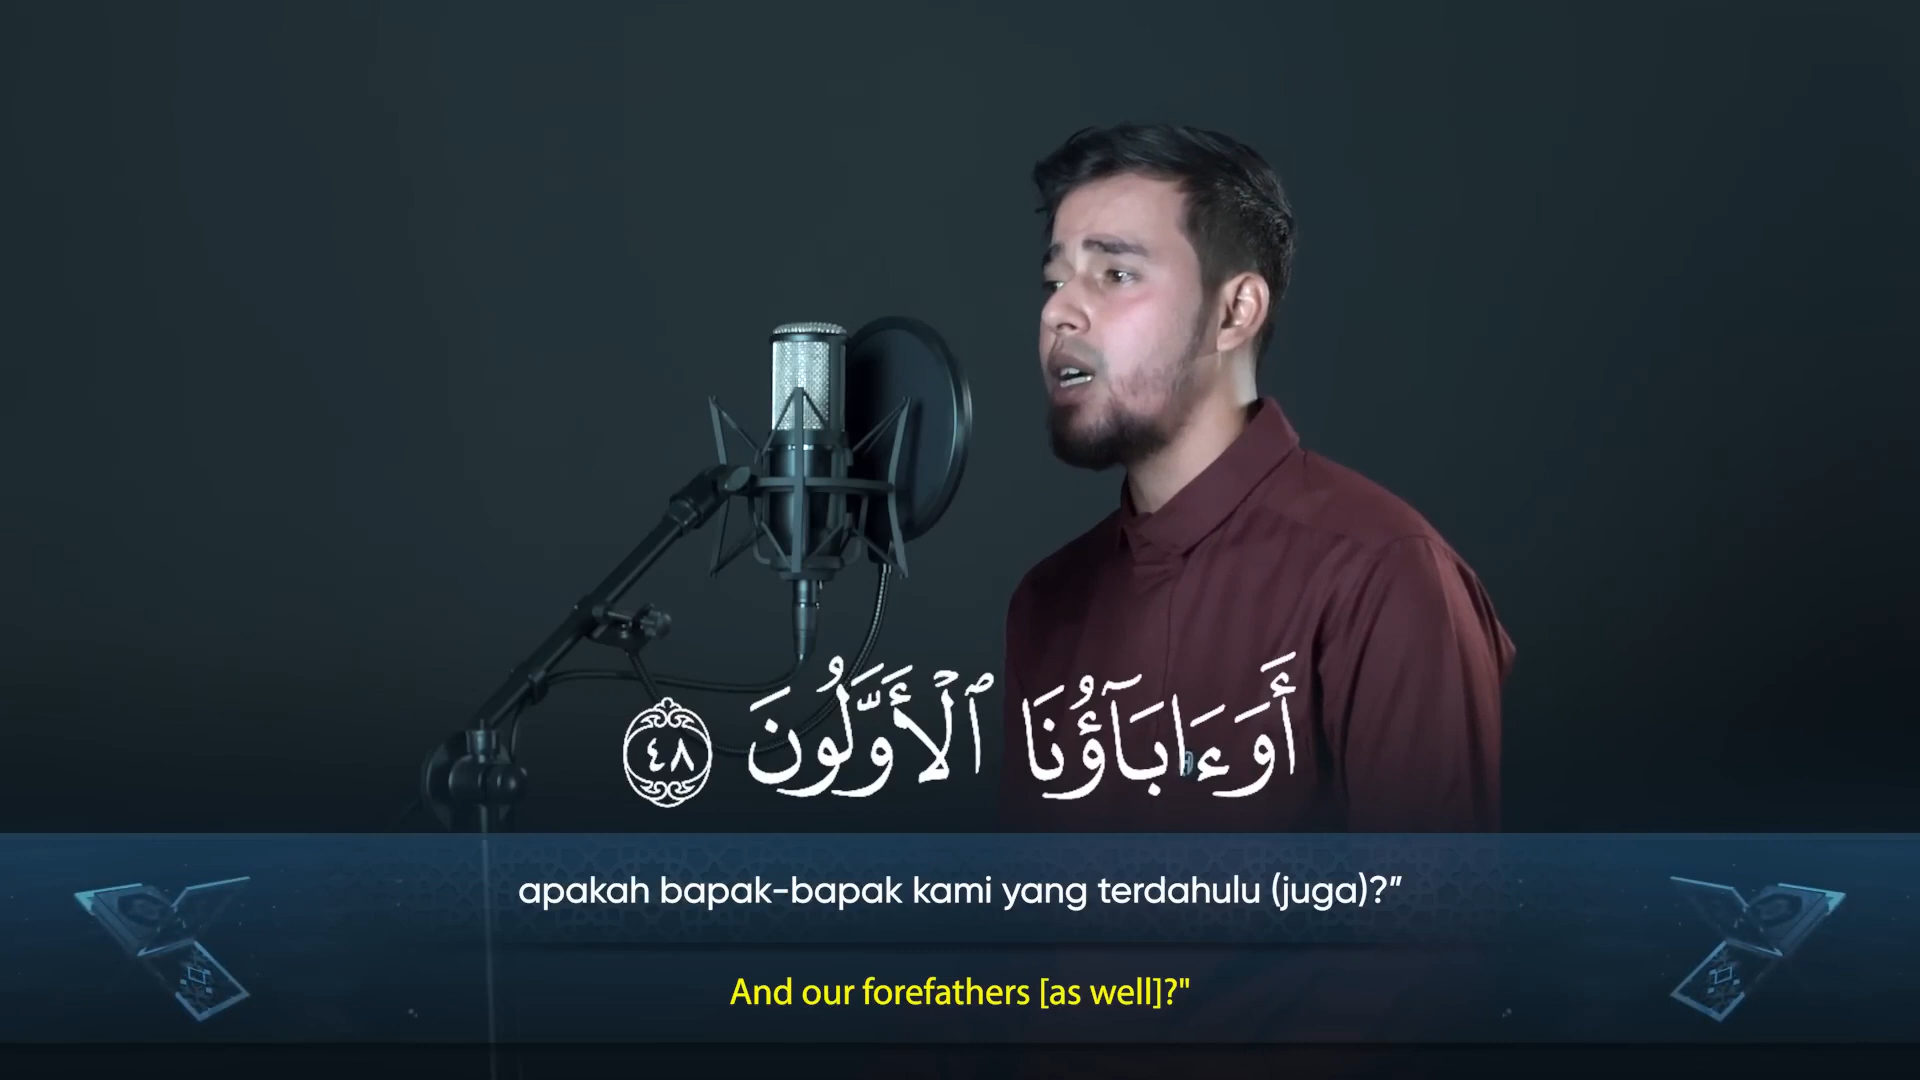 أَوَءَابَآؤُنَا ٱلْأَوَّلُونَ ٤٨
apakah bapak-bapak kami yang terdahulu (juga)?”
And our forefathers [as well]?"